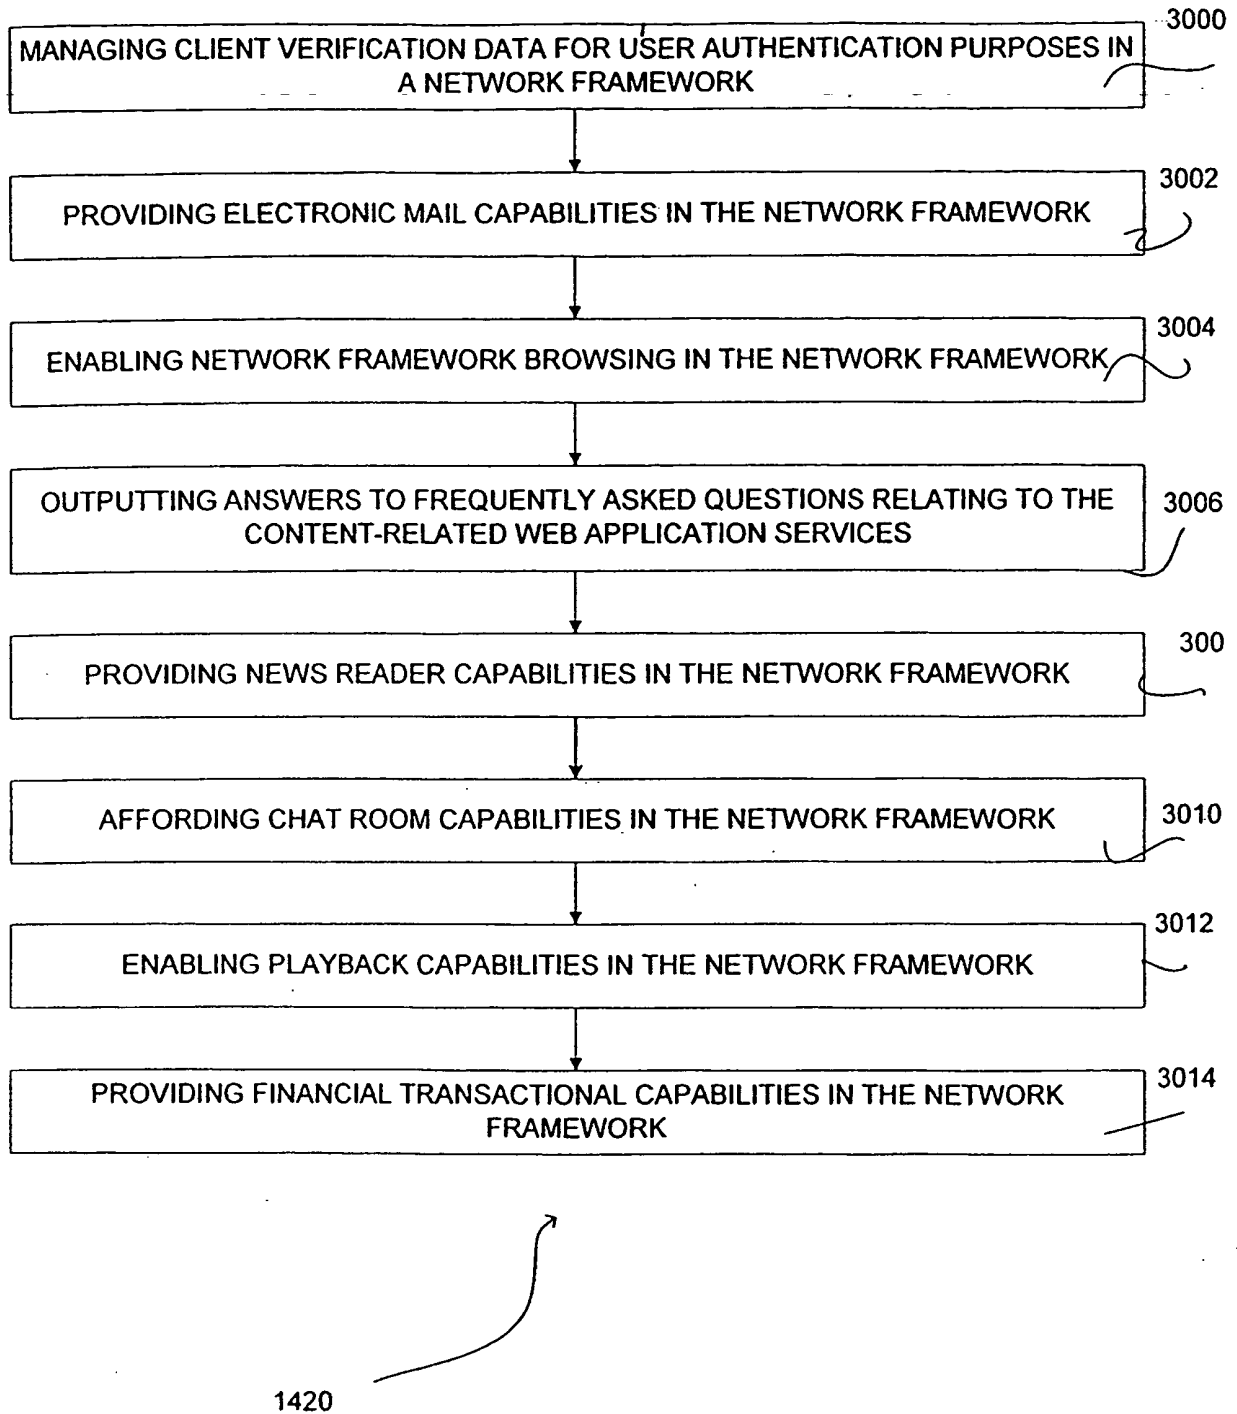 3000
MANAGING CLIENT VERIFICATION DATA FOR USER AUTHENTICATION PURPOSES IN
A NETWORK FRAMEWORK
3002
PROVIDING ELECTRONIC MAIL CAPABILITIES IN THE NETWORK FRAMEWORK
3004
ENABLING NETWORK FRAMEWORK BROWSING IN THE NETWORK FRAMEWORK
3006
OUTPUTTING ANSWERS TO FREQUENTLY ASKED QUESTIONS RELATING TO THE
CONTENT-RELATED WEB APPLICATION SERVICES
300
PROVIDING NEWS READER CAPABILITIES IN THE NETWORK FRAMEWORK
3010
AFFORDING CHAT ROOM CAPABILITIES IN THE NETWORK FRAMEWORK
3012
ENABLING PLAYBACK CAPABILITIES IN THE NETWORK FRAMEWORK
3014
PROVIDING FINANCIAL TRANSACTIONAL CAPABILITIES IN THE NETWORK
FRAMEWORK
1420